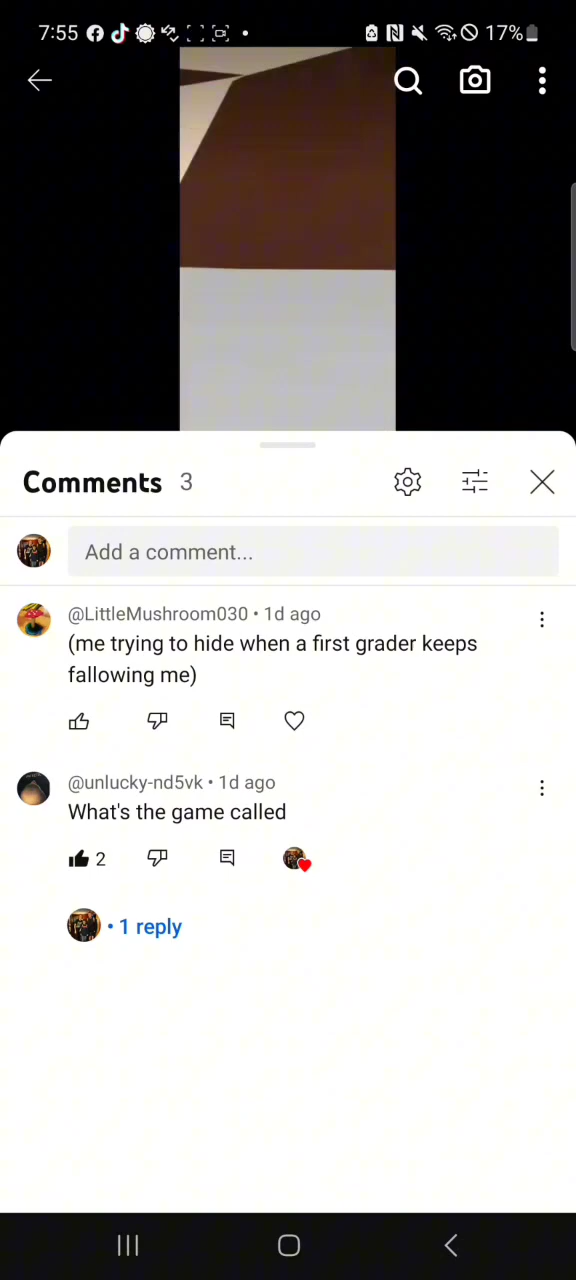 7:55
17%
Comments 3
Add a comment...
@LittleMushroom030 • 1d ago
(me trying to hide when a first grader keeps
fallowing me)
@unlucky-nd5vk • 1d ago
What's the game called
2
• 1 reply